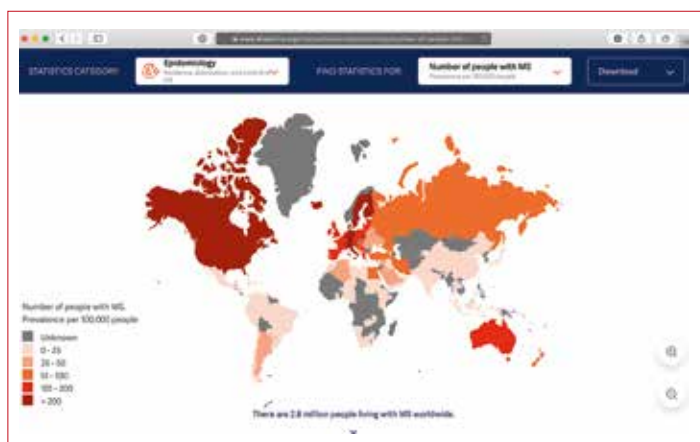 STATISTICS CATEGORY
Epidemiology
FIND STATISTICS FOR
Number of people with MS
Prevalence per 100,000 people
Download
Number of people with MS.
Prevalence per 100,000 people
Unknown
0 - 25
25 - 50
51 - 100
101 - 200
> 200
There are 2.8 million people living with MS worldwide.